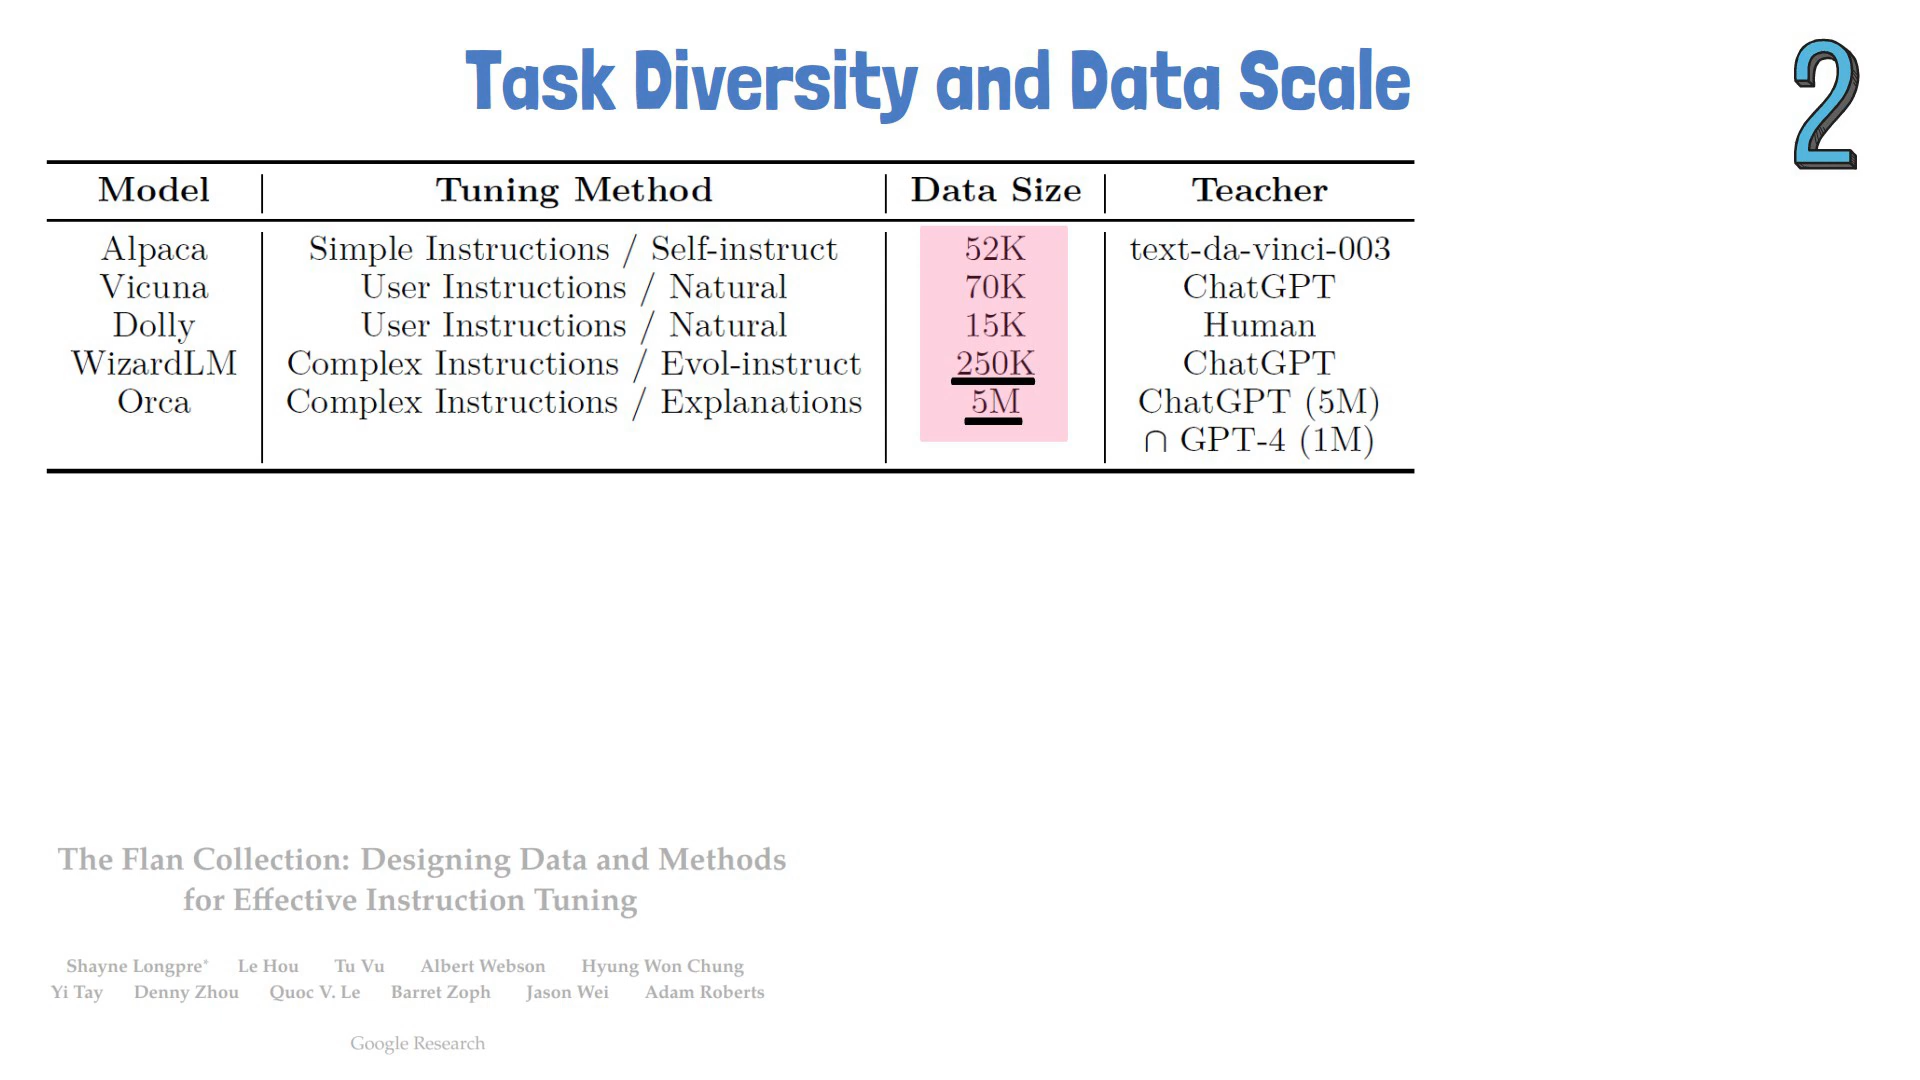 Task Diversity and Data Scale
2
Model Tuning Method Data Size Teacher
Alpaca Simple Instructions / Self-instruct 52K text-da-vinci-003
Vicuna User Instructions / Natural 70K ChatGPT
Dolly User Instructions / Natural 15K Human
WizardLM Complex Instructions / Evol-instruct 250K ChatGPT
Orca Complex Instructions / Explanations 5M ChatGPT (5M)
∩ GPT-4 (1M)
The Flan Collection: Designing Data and Methods
for Effective Instruction Tuning
Shayne Longpre* Le Hou Tu Vu Albert Webson Hyung Won Chung
Yi Tay Denny Zhou Quoc V. Le Barret Zoph Jason Wei Adam Roberts
Google Research